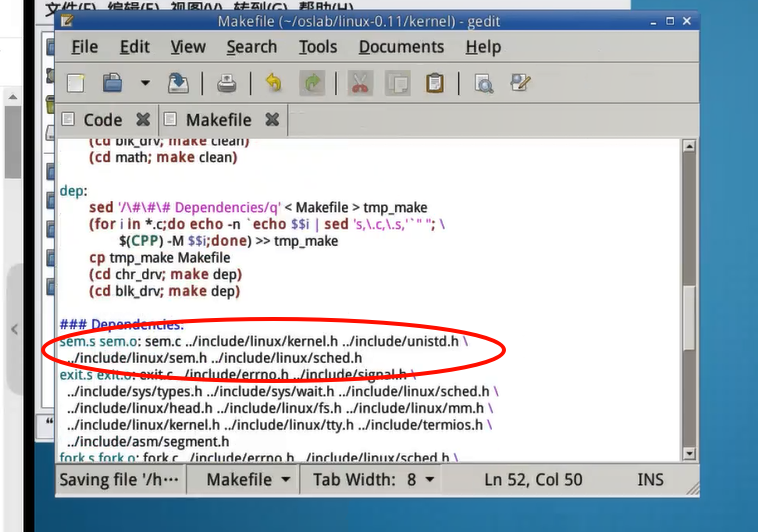 文件(F) 编辑(E) 视图(V) 转到(G) 帮助(H)
Makefile (~/oslab/linux-0.11/kernel) - gedit
File Edit View Search Tools Documents Help
Code Makefile
(cd blk_drv; make clean)
(cd math; make clean)
dep:
sed '/\#\#\# Dependencies/q' < Makefile > tmp_make
(for i in *.c;do echo -n `echo $$i | sed 's,\.c,\.s,'`" "; \
$(CPP) -M $$i;done) >> tmp_make
cp tmp_make Makefile
(cd chr_drv; make dep)
(cd blk_drv; make dep)
### Dependencies:
sem.s sem.o: sem.c ../include/linux/kernel.h ../include/unistd.h \
../include/linux/sem.h ../include/linux/sched.h
exit.s exit.o: exit.c ../include/errno.h ../include/signal.h \
../include/sys/types.h ../include/sys/wait.h ../include/linux/sched.h \
../include/linux/head.h ../include/linux/fs.h ../include/linux/mm.h \
../include/linux/kernel.h ../include/linux/tty.h ../include/termios.h \
../include/asm/segment.h
fork.s fork.o: fork.c ../include/errno.h ../include/linux/sched.h \
Saving file '/h··· Makefile Tab Width: 8 Ln 52, Col 50 INS